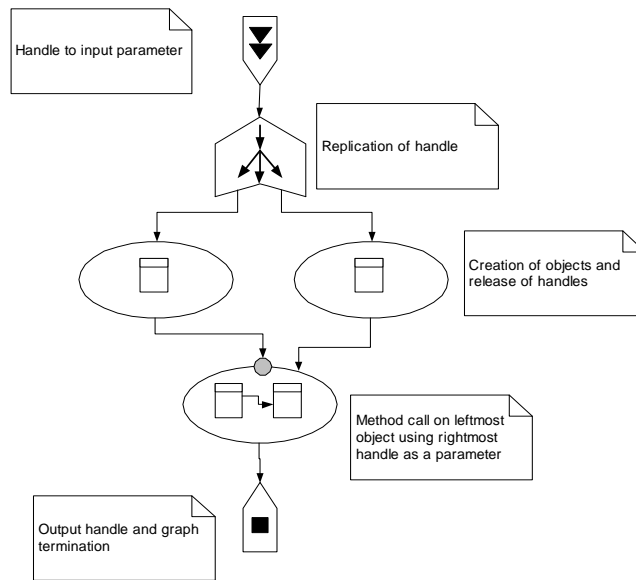 Handle to input parameter
Replication of handle
Creation of objects and
release of handles
Method call on leftmost
object using rightmost
handle as a parameter
Output handle and graph
termination